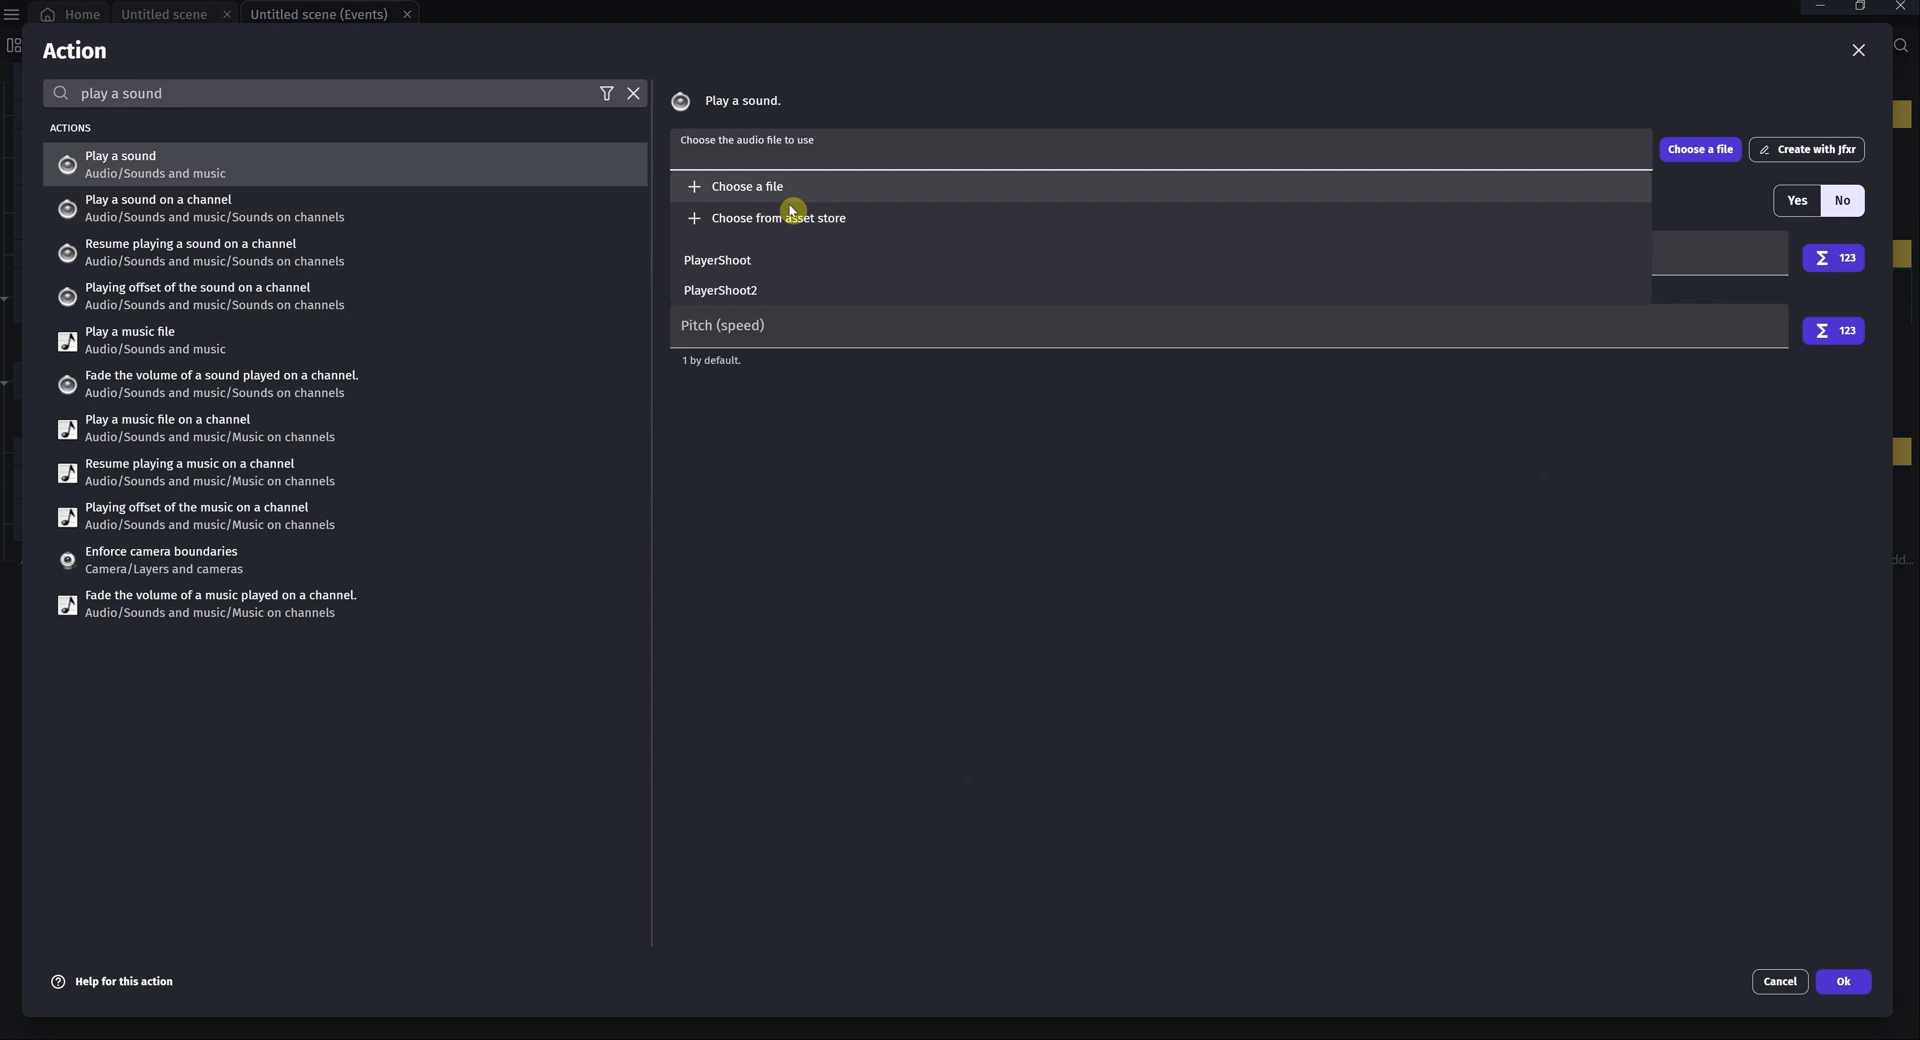 Home
Untitled scene
Untitled scene (Events)
Action
play a sound
ACTIONS
Play a sound
Audio/Sounds and music
Play a sound on a channel
Audio/Sounds and music/Sounds on channels
Resume playing a sound on a channel
Audio/Sounds and music/Sounds on channels
Playing offset of the sound on a channel
Audio/Sounds and music/Sounds on channels
Play a music file
Audio/Sounds and music
Fade the volume of a sound played on a channel.
Audio/Sounds and music/Sounds on channels
Play a music file on a channel
Audio/Sounds and music/Music on channels
Resume playing a music on a channel
Audio/Sounds and music/Music on channels
Playing offset of the music on a channel
Audio/Sounds and music/Music on channels
Enforce camera boundaries
Camera/Layers and cameras
Fade the volume of a music played on a channel.
Audio/Sounds and music/Music on channels
Help for this action
Play a sound.
Choose the audio file to use
Choose a file
Create with Jfxr
Choose a file
Choose from asset store
PlayerShoot
PlayerShoot2
Yes
No
123
Pitch (speed)
123
1 by default.
Cancel
Ok